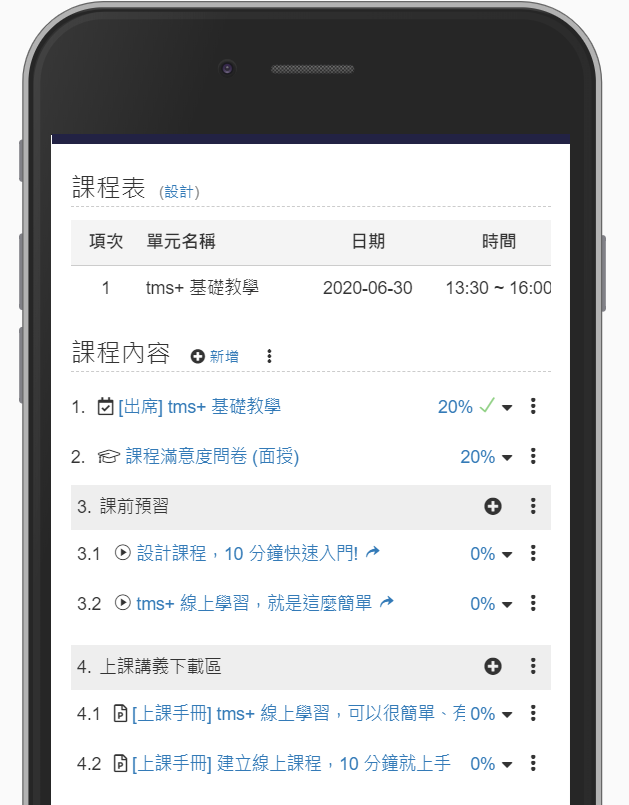 課程表 (設計)
項次 單元名稱 日期 時間
1 tms+ 基礎教學 2020-06-30 13:30 ~ 16:00
課程內容 新增
1. [出席] tms+ 基礎教學 20%
2. 課程滿意度問卷 (面授) 20%
3. 課前預習
3.1 設計課程，10 分鐘快速入門! 0%
3.2 tms+ 線上學習，就是這麼簡單 0%
4. 上課講義下載區
4.1 [上課手冊] tms+ 線上學習，可以很簡單、有 0%
4.2 [上課手冊] 建立線上課程，10 分鐘就上手 0%